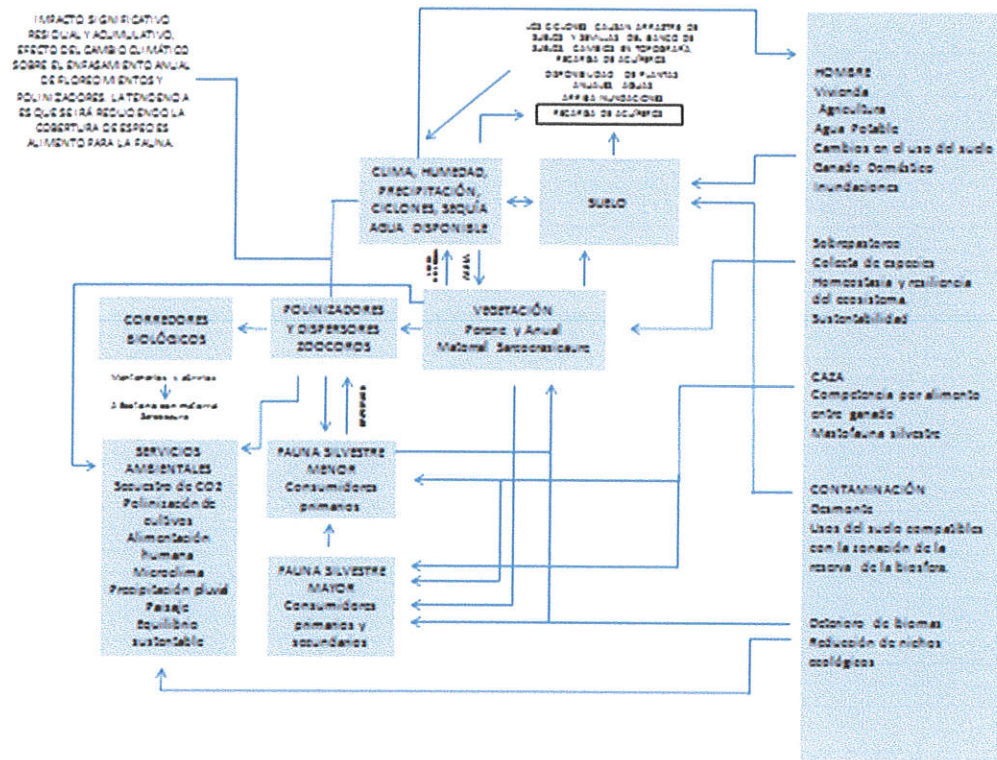 IMPACTO SIGNIFICATIVO
RESIDUAL Y ACUMULATIVO.
EFECTO DEL CAMBIO CLIMÁTICO
SOBRE EL ENFASAMIENTO ANUAL
DE FLORECIMIENTOS Y
POLINIZADORES. LA TENDENCIA
ES QUE SE IRÁ REDUCIENDO LA
COBERTURA DE ESPECIES
ALIMENTO PARA LA FAUNA.
LOS CICLONES CAUSAN ARRASTRE DE
SUELOS Y SEMILLAS DEL BANCO DE
SUELOS. CAMBIOS EN TOPOGRAFÍA.
RECARGA DE ACUÍFEROS
DISPONIBILIDAD DE PLANTAS
ANUALES. AGUAS
ARRIBA INUNDACIONES
RECARGA DE ACUÍFEROS
CLIMA, HUMEDAD,
PRECIPITACIÓN,
CICLONES, SEQUÍA
AGUA DISPONIBLE
SUELO
CORREDORES
BIOLÓGICOS
POLINIZADORES
Y DISPERSORES
ZOOCOROS
VEGETACIÓN
Perene y Anual
Matorral Sarcocrasicaule
SERVICIOS
AMBIENTALES
Secuestro de CO2
Polinización de
cultivos
Alimentación
humana
Microclima
Precipitación pluvial
Paisaje
Equilibrio
sustentable
FAUNA SILVESTRE
MENOR
Consumidores
primarios
FAUNA SILVESTRE
MAYOR
Consumidores
primarios y
secundarios
HOMBRE
Vivienda
Agricultura
Agua Potable
Cambios en el uso del suelo
Ganado Doméstico
Inundaciones
Sobrepastoreo
Colecta de especies
Homeostasis y resiliencia
del ecosistema
Sustentabilidad
CAZA
Competencia por alimento
entre ganado
Mastofauna silvestre
CONTAMINACIÓN
Desmonte
Usos del suelo compatibles
con la zonación de la
reserva de la biosfera.
Deterioro de biomas
Reducción de nichos
ecológicos